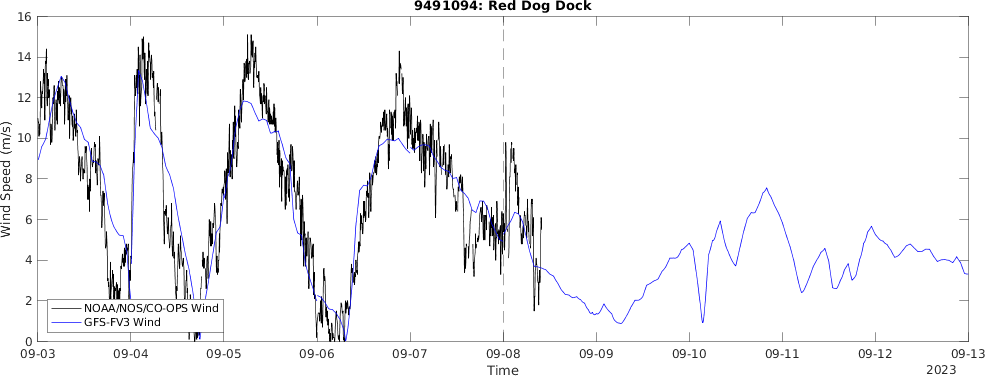 9491094: Red Dog Dock
Wind Speed (m/s)
16
14
12
10
8
6
4
2
0
NOAA/NOS/CO-OPS Wind
GFS-FV3 Wind
09-03 09-04 09-05 09-06 09-07 09-08 09-09 09-10 09-11 09-12 09-13
Time
2023